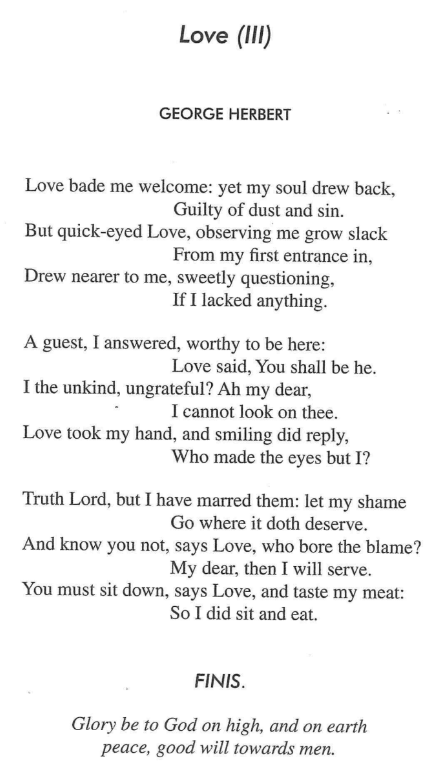 Love (III)
GEORGE HERBERT
Love bade me welcome: yet my soul drew back,
Guilty of dust and sin.
But quick-eyed Love, observing me grow slack
From my first entrance in,
Drew nearer to me, sweetly questioning,
If I lacked anything.
A guest, I answered, worthy to be here:
Love said, You shall be he.
I the unkind, ungrateful? Ah my dear,
I cannot look on thee.
Love took my hand, and smiling did reply,
Who made the eyes but I?
Truth Lord, but I have marred them: let my shame
Go where it doth deserve.
And know you not, says Love, who bore the blame?
My dear, then I will serve.
You must sit down, says Love, and taste my meat:
So I did sit and eat.
FINIS.
Glory be to God on high, and on earth
peace, good will towards men.